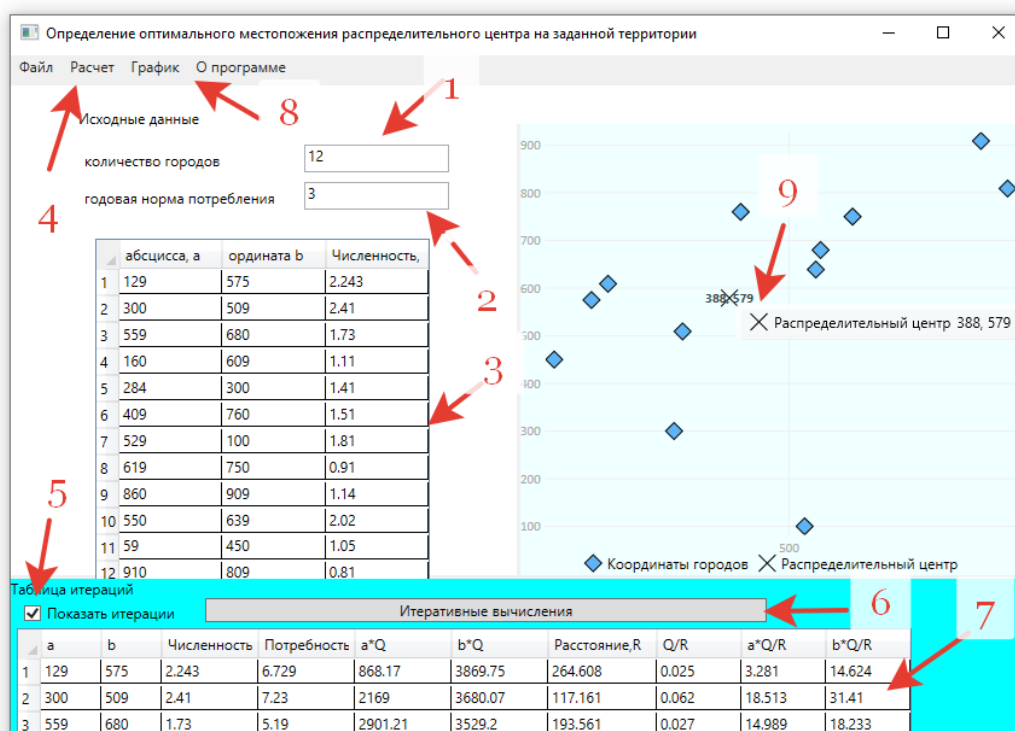 Определение оптимального местопожения распределительного центра на заданной территории
Файл Расчет График О программе
1
8
Исходные данные
количество городов 12
4
годовая норма потребления 3
2
абсцисса, a ордината b Численность,
1 129 575 2.243
2 300 509 2.41
3 559 680 1.73
4 160 609 1.11
5 284 300 1.41
6 409 760 1.51
7 529 100 1.81
8 619 750 0.91
9 860 909 1.14
10 550 639 2.02
11 59 450 1.05
12 910 809 0.81
3
900
800
700
600
500
400
300
200
100
500
9
388, 579
Распределительный центр 388, 579
Координаты городов Распределительный центр
5
Таблица итераций
Показать итерации Итеративные вычисления
6
7
a b Численность Потребность a*Q b*Q Расстояние,R Q/R a*Q/R b*Q/R
1 129 575 2.243 6.729 868.17 3869.75 264.608 0.025 3.281 14.624
2 300 509 2.41 7.23 2169 3680.07 117.161 0.062 18.513 31.41
3 559 680 1.73 5.19 2901.21 3529.2 193.561 0.027 14.989 18.233